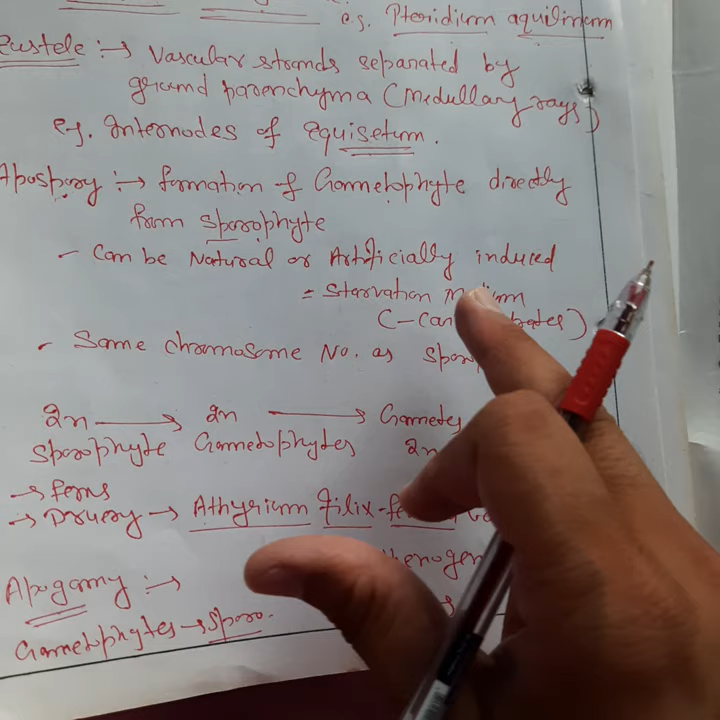 e.g. Pteridium aquilinum
Eustele :→ Vascular strands separated by
ground parenchyma (Medullary rays)
eg. Internodes of Equisetum.
Apospory :→ formation of Gametophyte directly
from sporophyte
- Can be Natural or Artificially induced
= starvation
(-
- Same chromosome No. as
2n → 2n → Gametes
Sporophyte Gametophytes 2n
→ ferns
→ Druery → Athyrium filix-
Apogamy :→
Gametophytes → sporo.